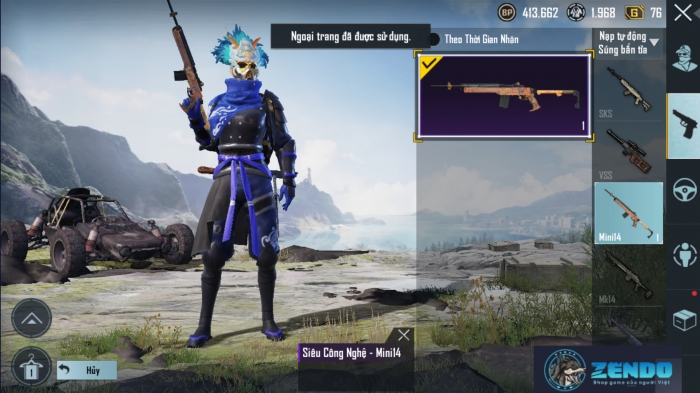 BP 413.662 1.968 G 76
Ngoại trang đã được sử dụng.
Theo Thời Gian Nhận
Nạp tự động
Súng bắn tỉa
1
SKS
VSS
Mini14
1
Mk14
Siêu Công Nghệ - Mini14
1
Hủy
ZENDO
Shop game của người Việt